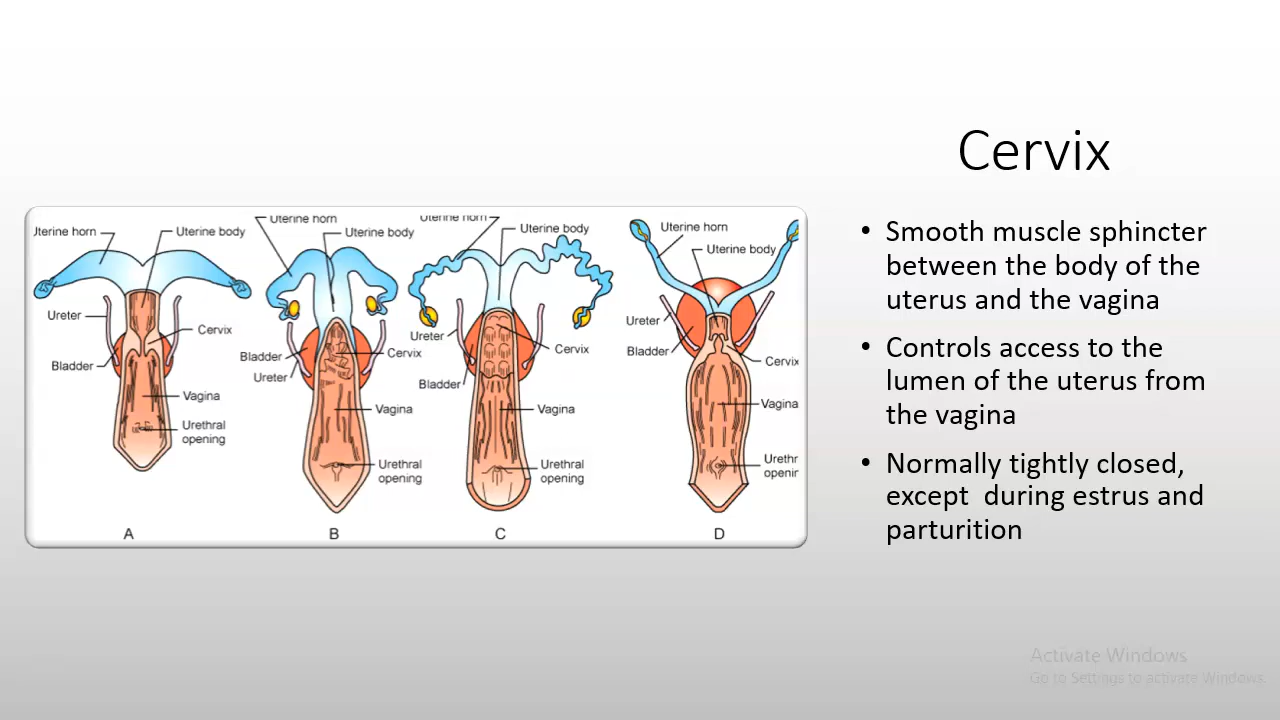 Cervix
Jterine horn
Uterine body
Ureter
Cervix
Bladder
Vagina
Urethral
opening
A
Uterine horn
Uterine body
Bladder
Cervix
Ureter
Vagina
Urethral
opening
B
Uterine horn
Uterine body
Ureter
Cervix
Bladder
Vagina
Urethral
opening
C
Uterine horn
Uterine body
Ureter
Bladder
Cervix
Vagina
Urethr
openir
D
• Smooth muscle sphincter
between the body of the
uterus and the vagina
• Controls access to the
lumen of the uterus from
the vagina
• Normally tightly closed,
except during estrus and
parturition
Activate Windows
Go to Settings to activate Windows.